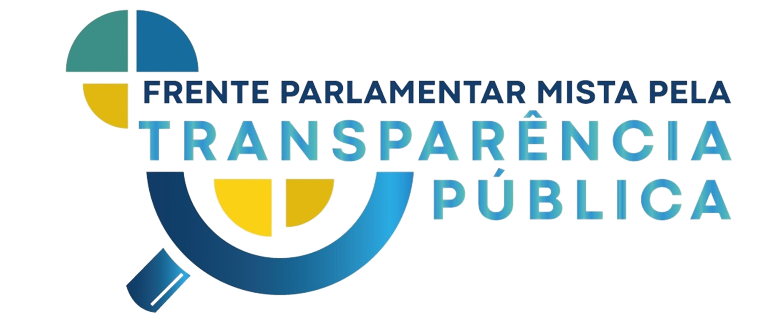 FRENTE PARLAMENTAR MISTA PELA
TRANSPARÊNCIA
PÚBLICA